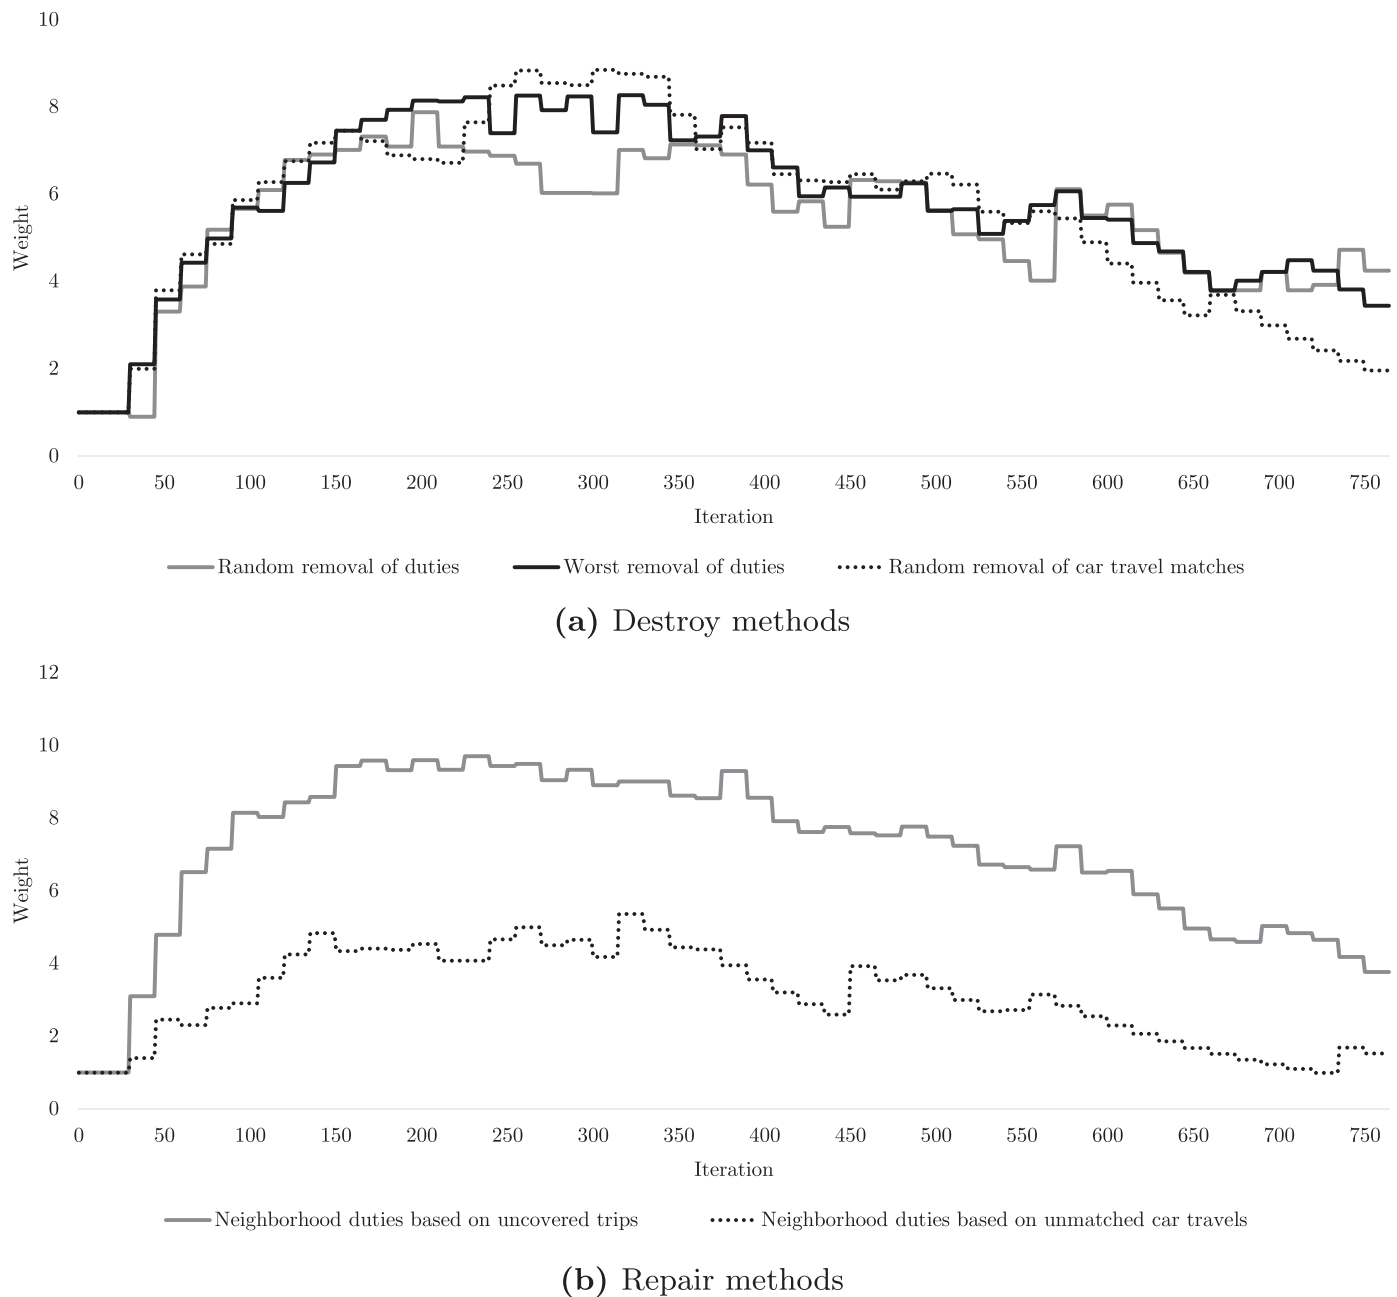 10
8
6
4
2
0
Weight
0 50 100 150 200 250 300 350 400 450 500 550 600 650 700 750
Iteration
Random removal of duties Worst removal of duties Random removal of car travel matches
(a) Destroy methods
12
10
8
6
4
2
0
Weight
0 50 100 150 200 250 300 350 400 450 500 550 600 650 700 750
Iteration
Neighborhood duties based on uncovered trips Neighborhood duties based on unmatched car travels
(b) Repair methods